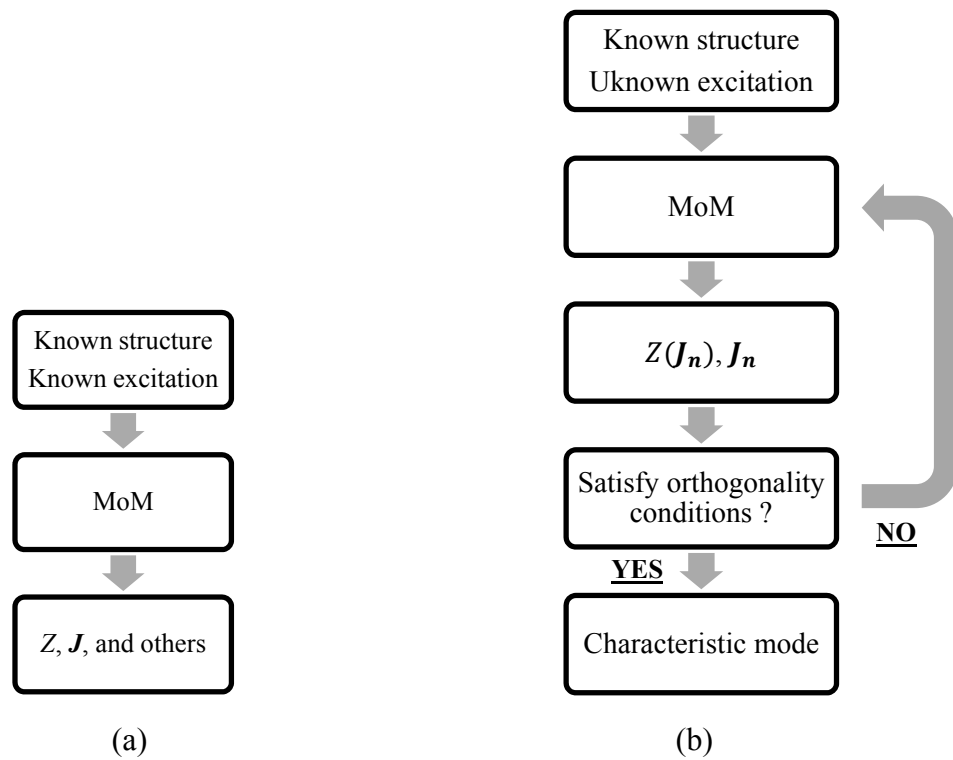 Known structure
Known excitation
MoM
Z, J, and others
(a)
Known structure
Uknown excitation
MoM
Z(Jₙ), Jₙ
Satisfy orthogonality
conditions ?
NO
YES
Characteristic mode
(b)